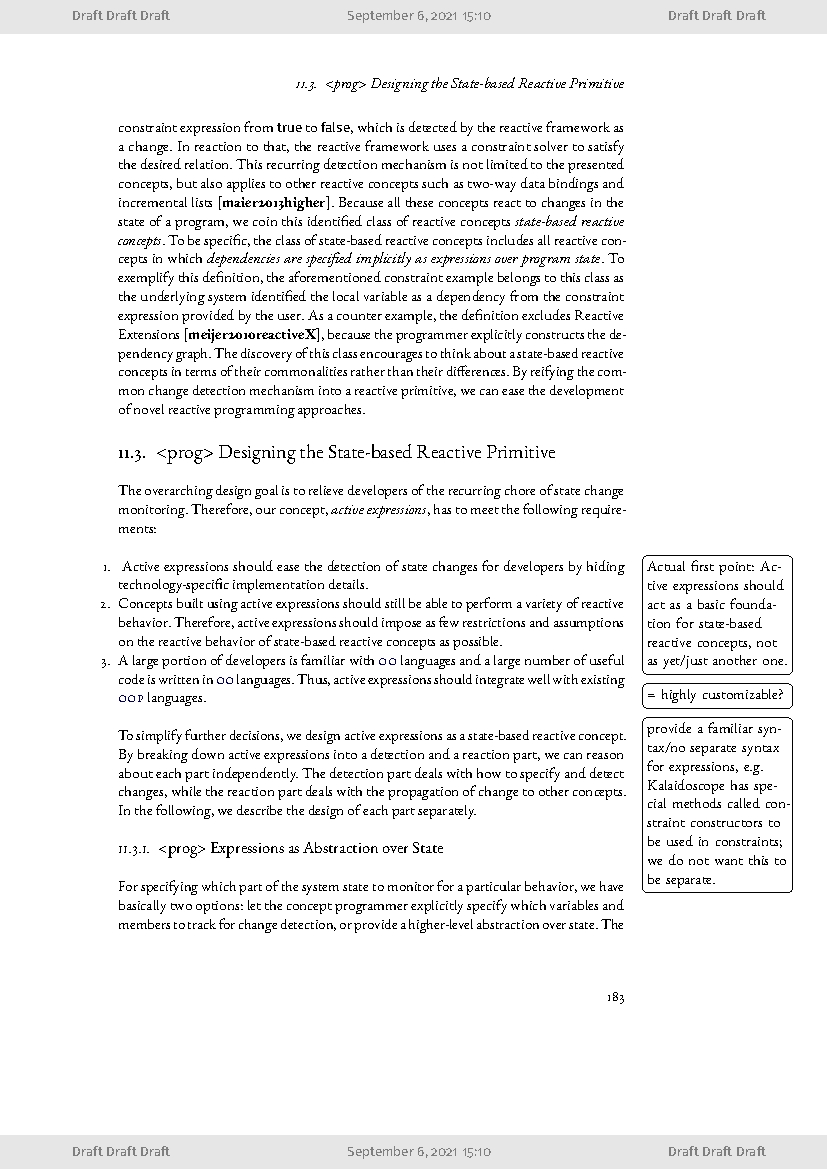 Draft Draft Draft September 6, 2021 15:10 Draft Draft Draft
11.3. <prog> Designing the State-based Reactive Primitive
constraint expression from true to false, which is detected by the reactive framework as
a change. In reaction to that, the reactive framework uses a constraint solver to satisfy
the desired relation. This recurring detection mechanism is not limited to the presented
concepts, but also applies to other reactive concepts such as two-way data bindings and
incremental lists [maier2013higher]. Because all these concepts react to changes in the
state of a program, we coin this identified class of reactive concepts state-based reactive
concepts. To be specific, the class of state-based reactive concepts includes all reactive con-
cepts in which dependencies are specified implicitly as expressions over program state. To
exemplify this definition, the aforementioned constraint example belongs to this class as
the underlying system identified the local variable as a dependency from the constraint
expression provided by the user. As a counter example, the definition excludes Reactive
Extensions [meijer2010reactiveX], because the programmer explicitly constructs the de-
pendency graph. The discovery of this class encourages to think about a state-based reactive
concepts in terms of their commonalities rather than their differences. By reifying the com-
mon change detection mechanism into a reactive primitive, we can ease the development
of novel reactive programming approaches.
11.3. <prog> Designing the State-based Reactive Primitive
The overarching design goal is to relieve developers of the recurring chore of state change
monitoring. Therefore, our concept, active expressions, has to meet the following require-
ments:
1. Active expressions should ease the detection of state changes for developers by hiding
technology-specific implementation details.
2. Concepts built using active expressions should still be able to perform a variety of reactive
behavior. Therefore, active expressions should impose as few restrictions and assumptions
on the reactive behavior of state-based reactive concepts as possible.
3. A large portion of developers is familiar with OO languages and a large number of useful
code is written in OO languages. Thus, active expressions should integrate well with existing
OOP languages.
Actual first point: Ac-
tive expressions should
act as a basic founda-
tion for state-based
reactive concepts, not
as yet/just another one.
= highly customizable?
provide a familiar syn-
tax/no separate syntax
for expressions, e.g.
Kalaidoscope has spe-
cial methods called con-
straint constructors to
be used in constraints;
we do not want this to
be separate.
To simplify further decisions, we design active expressions as a state-based reactive concept.
By breaking down active expressions into a detection and a reaction part, we can reason
about each part independently. The detection part deals with how to specify and detect
changes, while the reaction part deals with the propagation of change to other concepts.
In the following, we describe the design of each part separately.
11.3.1. <prog> Expressions as Abstraction over State
For specifying which part of the system state to monitor for a particular behavior, we have
basically two options: let the concept programmer explicitly specify which variables and
members to track for change detection, or provide a higher-level abstraction over state. The
183
Draft Draft Draft September 6, 2021 15:10 Draft Draft Draft